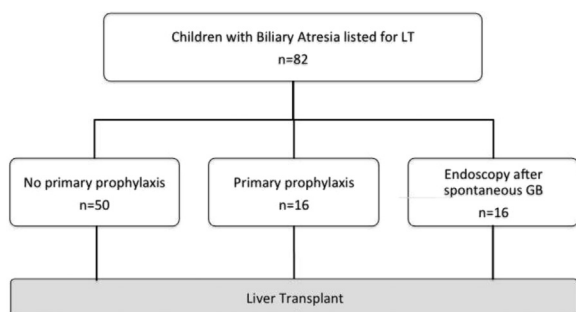 Children with Biliary Atresia listed for LT
n=82
No primary prophylaxis
n=50
Primary prophylaxis
n=16
Endoscopy after
spontaneous GB
n=16
Liver Transplant